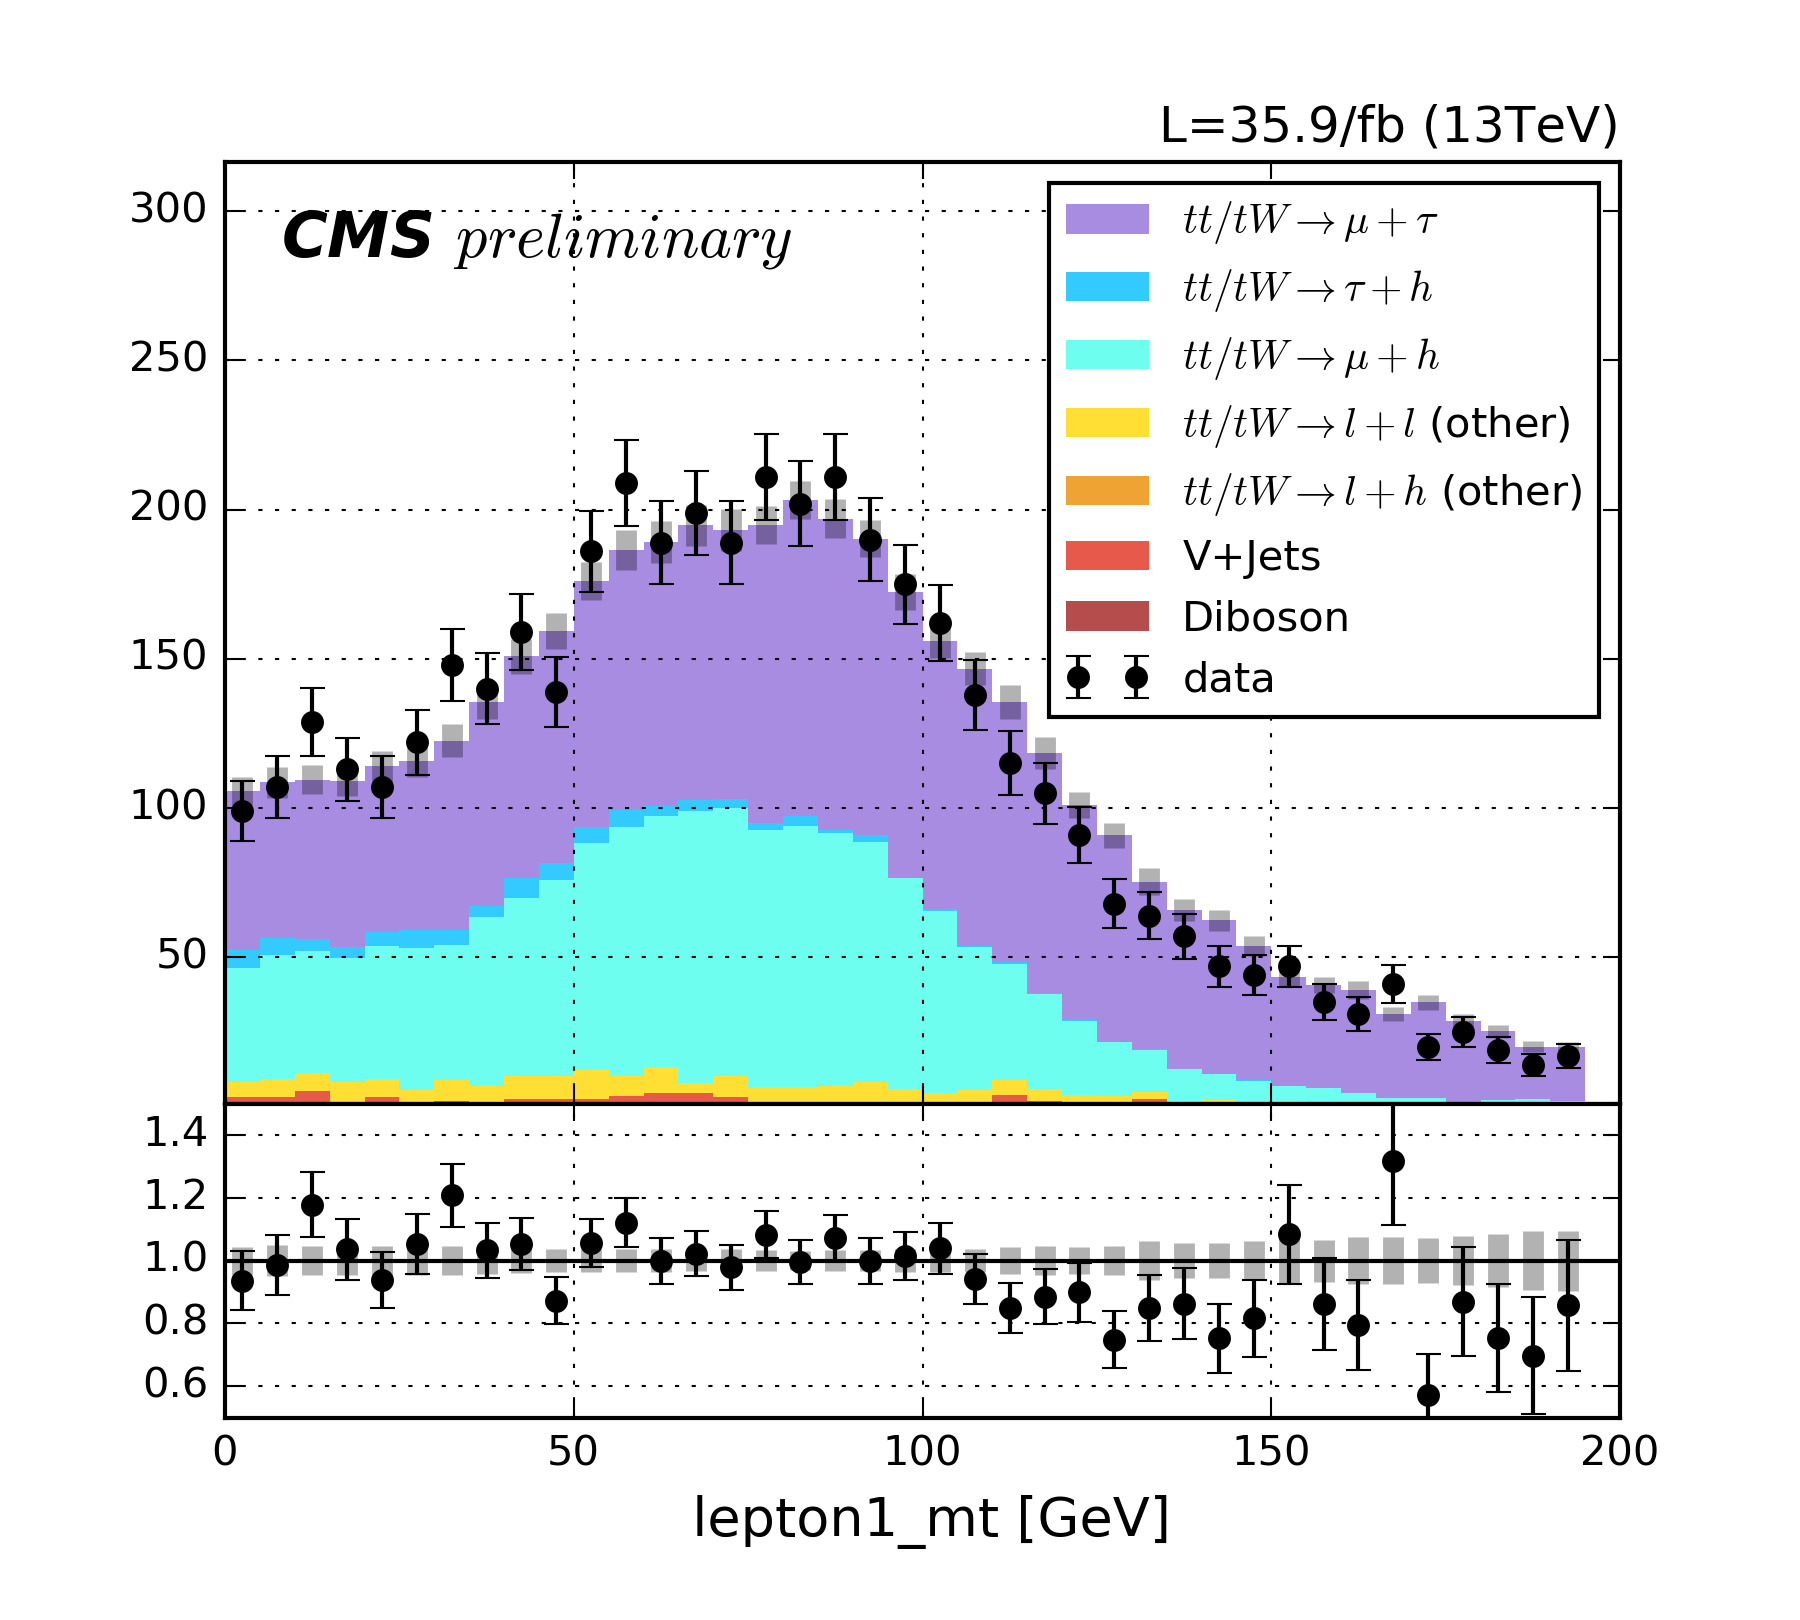 L=35.9/fb (13TeV)
CMS preliminary
300
250
200
150
100
50
tt/tW → μ + τ
tt/tW → τ + h
tt/tW → μ + h
tt/tW → l + l (other)
tt/tW → l + h (other)
V+Jets
Diboson
data
1.4
1.2
1.0
0.8
0.6
0 50 100 150 200
lepton1_mt [GeV]